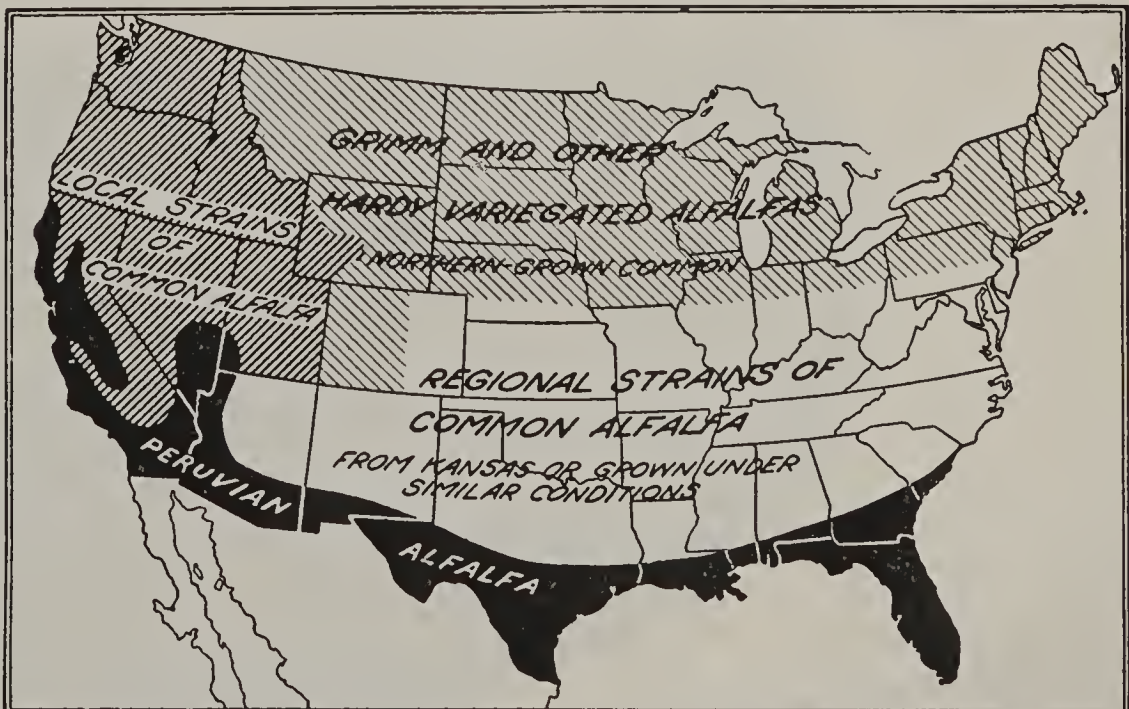 GRIMM AND OTHER
HARDY VARIEGATED ALFALFAS
NORTHERN-GROWN COMMON
LOCAL STRAINS
OF
COMMON ALFALFA
REGIONAL STRAINS OF
COMMON ALFALFA
FROM KANSAS OR GROWN UNDER
SIMILAR CONDITIONS
PERUVIAN
ALFALFA